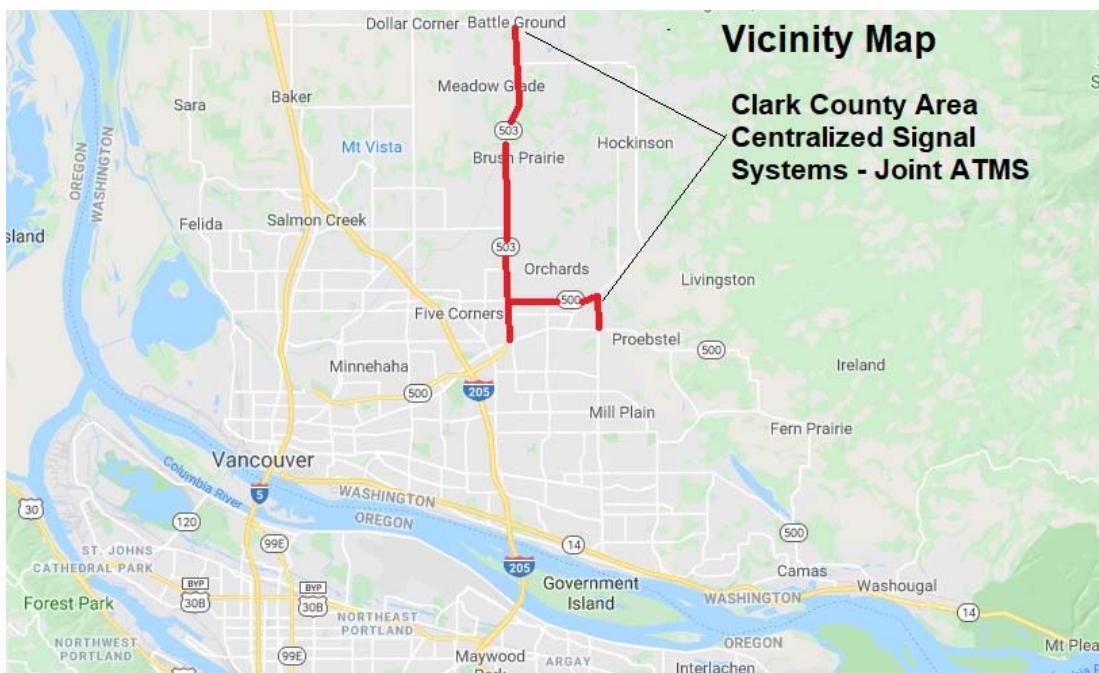 Dollar Corner
Battle Ground
Vicinity Map
Meadow Glade
Clark County Area
Centralized Signal
Systems - Joint ATMS
Sara
Baker
503
Hockinson
Mt Vista
Brush Prairie
OREGON
WASHINGTON
Felida
Salmon Creek
503
Orchards
Livingston
500
Five Corners
Proebstel
500
Minnehaha
Ireland
500
205
Mill Plain
Fern Prairie
Vancouver
Columbia River
5
WASHINGTON
OREGON
30
120
99E
14
500
ST. JOHNS
CATHEDRAL PARK
205
Camas
Washougal
BYP
30B
BYP
30B
Government
Island
WASHINGTON
14
Forest Park
NORTHEAST
PORTLAND
OREGON
NORTHWEST
PORTLAND
99E
Maywood
ARGAY
Interlachen